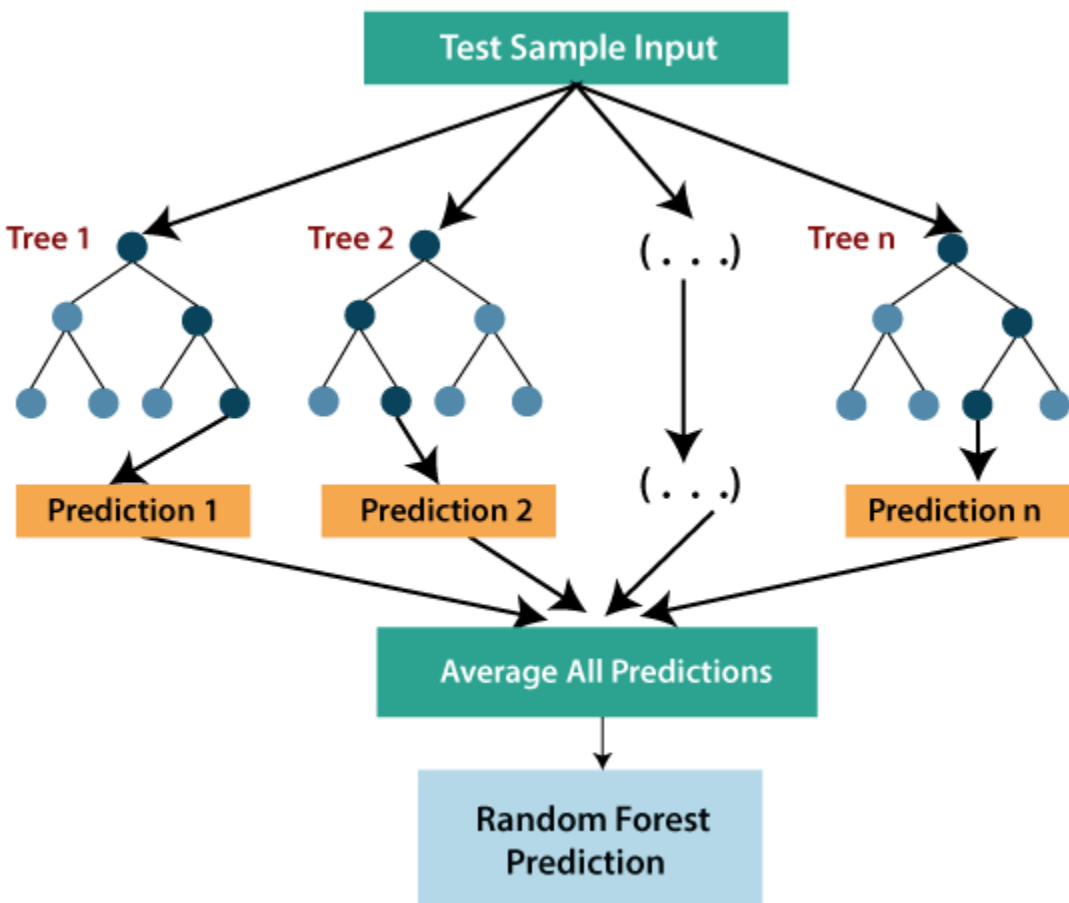 Test Sample Input
Tree 1
Tree 2
(. . .)
Tree n
(. . .)
Prediction 1
Prediction 2
Prediction n
Average All Predictions
Random Forest
Prediction